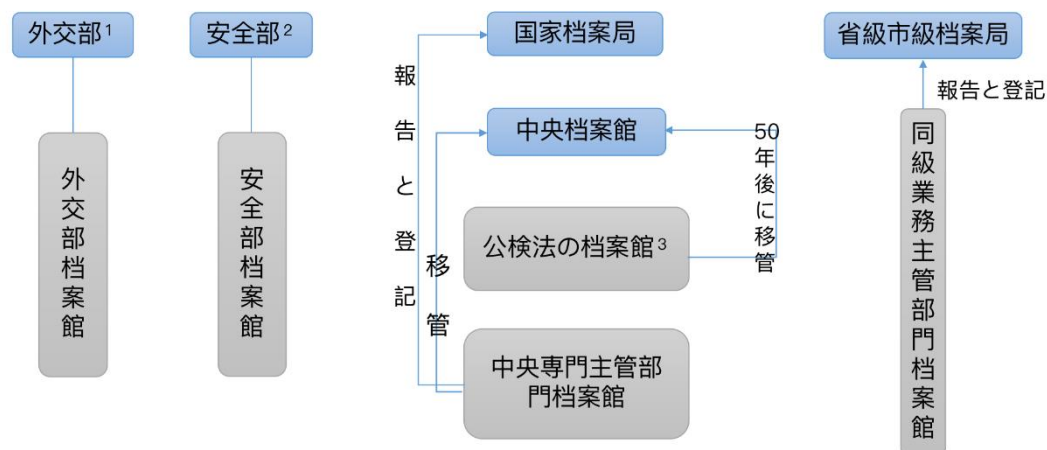 外交部1
安全部2
国家档案局
省級市級档案局
報告と登記
報告と登記
中央档案館
50年後に移管
移管
外交部档案館
安全部档案館
公検法の档案館3
中央専門主管部
門档案館
同級業務主管部門档案館